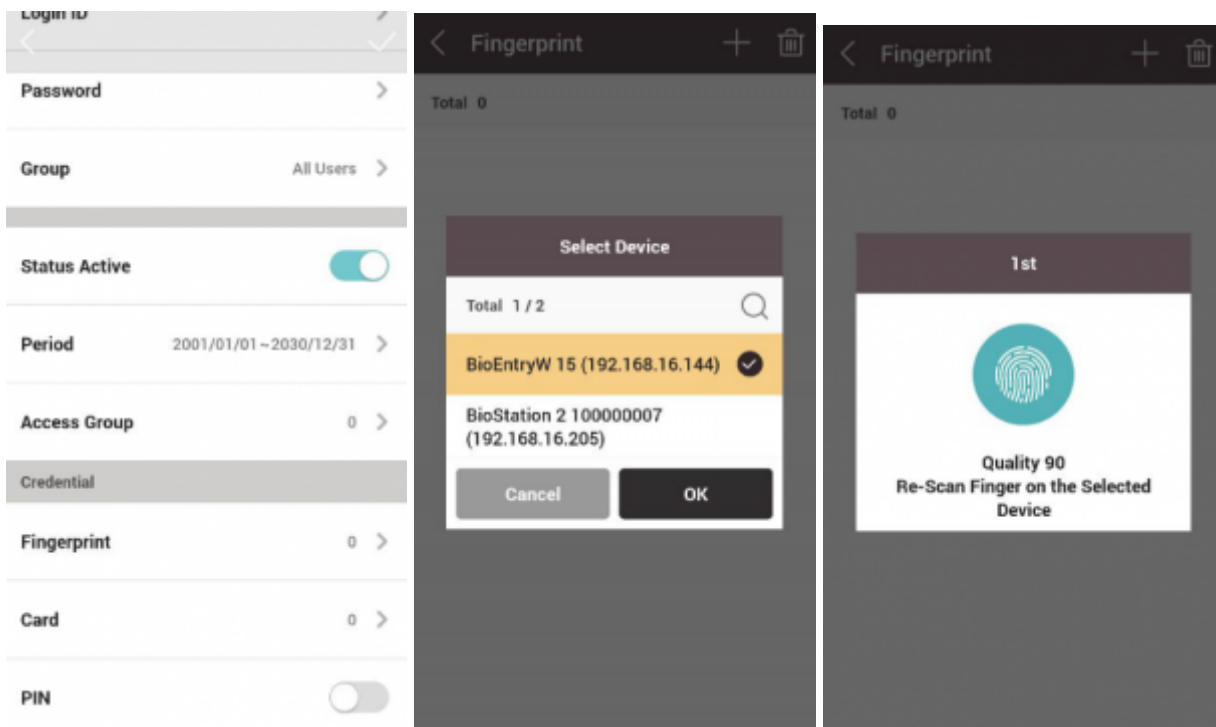 Login ID
Password
Group All Users
Status Active
Period 2001/01/01 ~ 2030/12/31
Access Group 0
Credential
Fingerprint 0
Card 0
PIN
Fingerprint
Total 0
Select Device
Total 1 / 2
BioEntryW 15 (192.168.16.144)
BioStation 2 100000007
(192.168.16.205)
Cancel OK
Fingerprint
Total 0
1st
Quality 90
Re-Scan Finger on the Selected
Device